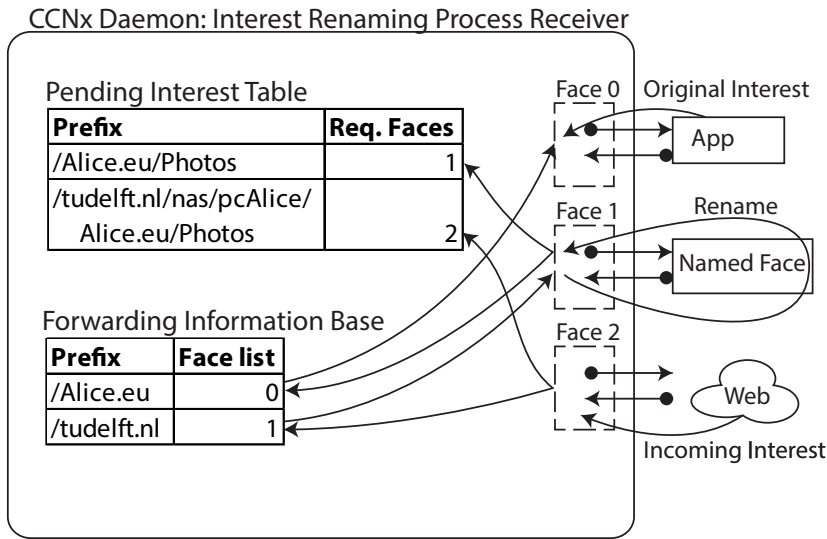 CCNx Daemon: Interest Renaming Process Receiver
Pending Interest Table
Prefix Req. Faces
/Alice.eu/Photos 1
/tudelft.nl/nas/pcAlice/
Alice.eu/Photos 2
Forwarding Information Base
Prefix Face list
/Alice.eu 0
/tudelft.nl 1
Face 0 Original Interest
App
Face 1 Rename
Named Face
Face 2
Web
Incoming Interest